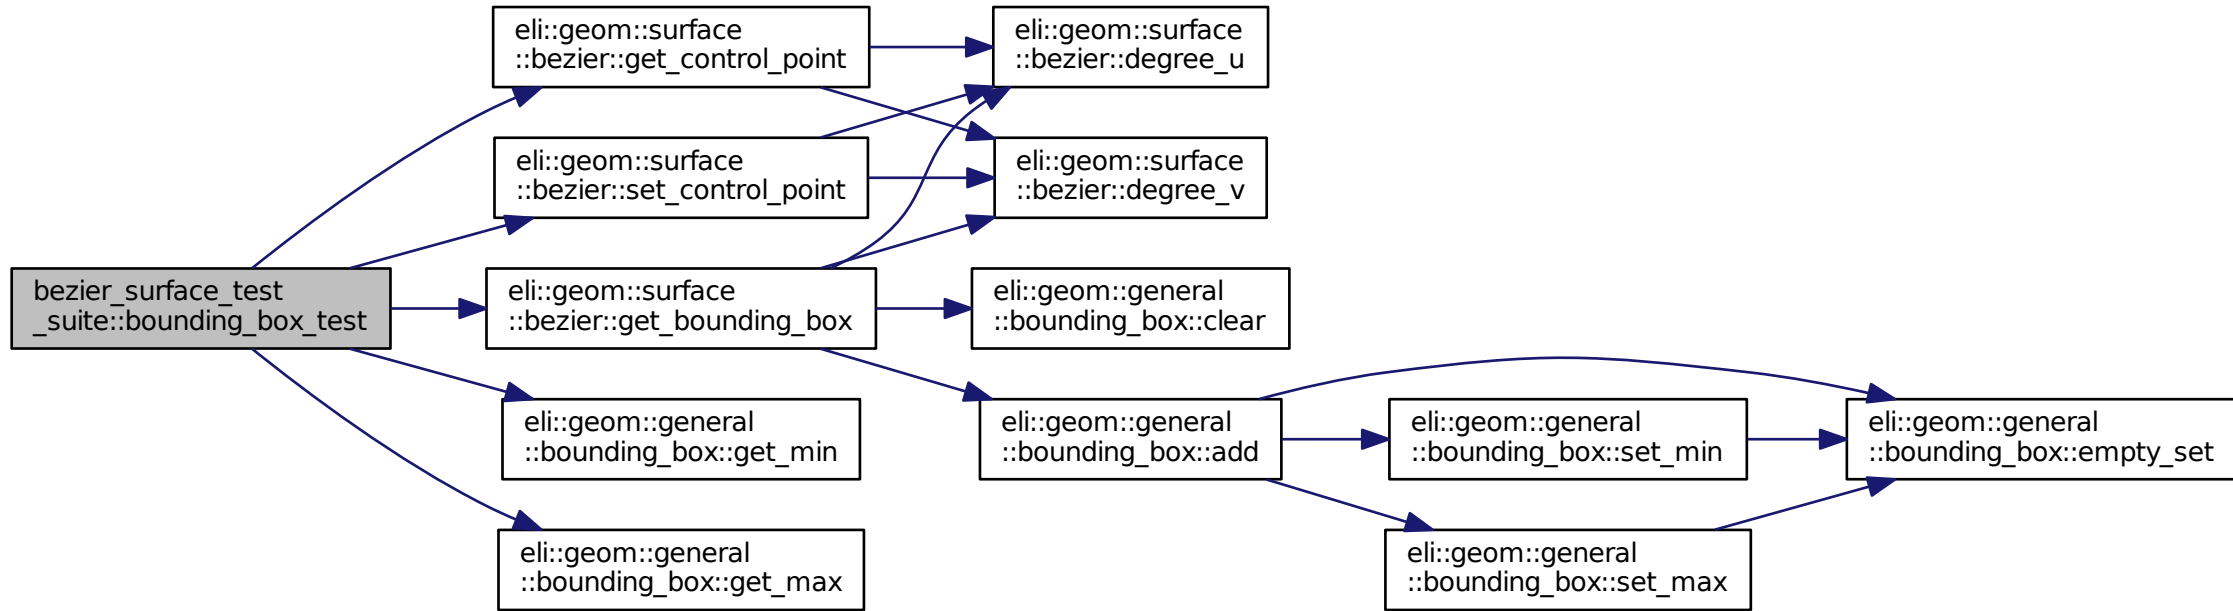 bezier_surface_test
_suite::bounding_box_test
eli::geom::surface
::bezier::get_control_point
eli::geom::surface
::bezier::set_control_point
eli::geom::surface
::bezier::get_bounding_box
eli::geom::general
::bounding_box::get_min
eli::geom::general
::bounding_box::get_max
eli::geom::surface
::bezier::degree_u
eli::geom::surface
::bezier::degree_v
eli::geom::general
::bounding_box::clear
eli::geom::general
::bounding_box::add
eli::geom::general
::bounding_box::set_min
eli::geom::general
::bounding_box::set_max
eli::geom::general
::bounding_box::empty_set